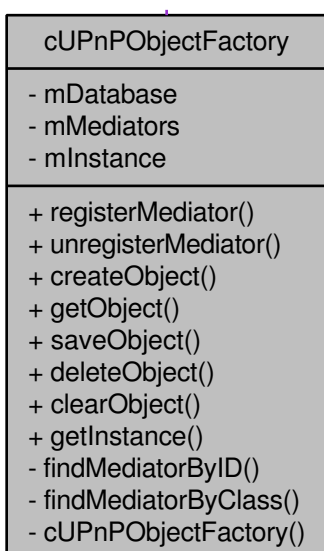 cUPnPObjectFactory
- mDatabase
- mMediators
- mInstance
+ registerMediator()
+ unregisterMediator()
+ createObject()
+ getObject()
+ saveObject()
+ deleteObject()
+ clearObject()
+ getInstance()
- findMediatorByID()
- findMediatorByClass()
- cUPnPObjectFactory()